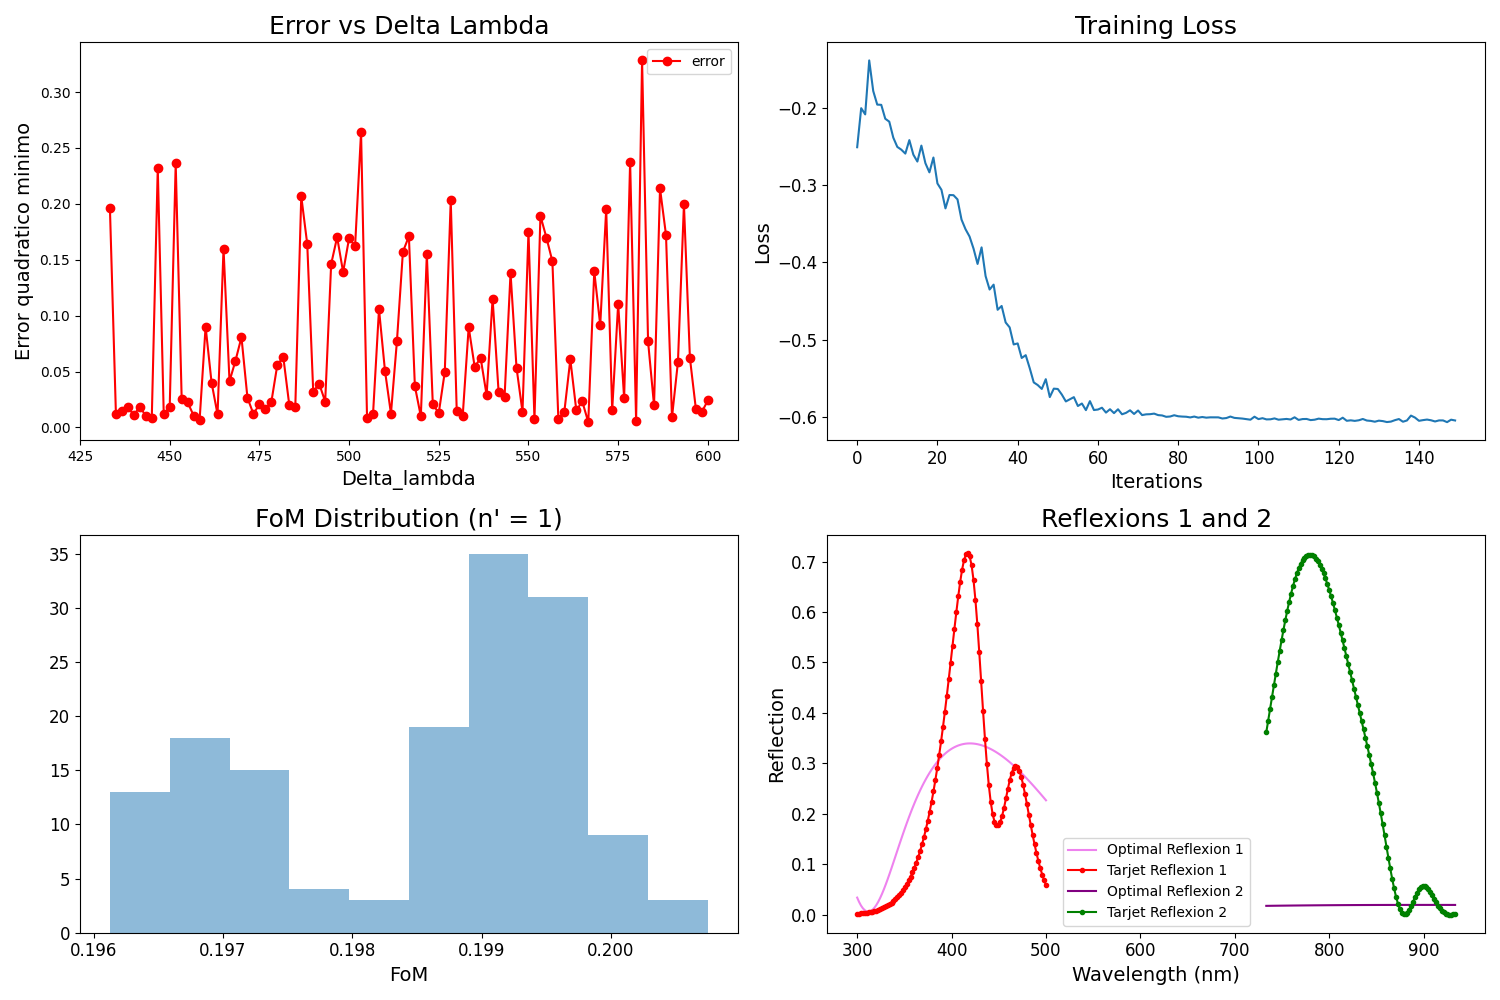 Error vs Delta Lambda
error
Error quadratico minimo
0.30
0.25
0.20
0.15
0.10
0.05
0.00
425 450 475 500 525 550 575 600
Delta_lambda
Training Loss
Loss
−0.2
−0.3
−0.4
−0.5
−0.6
0 20 40 60 80 100 120 140
Iterations
FoM Distribution (n' = 1)
35
30
25
20
15
10
5
0
0.196 0.197 0.198 0.199 0.200
FoM
Reflexions 1 and 2
Reflection
0.7
0.6
0.5
0.4
0.3
0.2
0.1
0.0
Optimal Reflexion 1
Tarjet Reflexion 1
Optimal Reflexion 2
Tarjet Reflexion 2
300 400 500 600 700 800 900
Wavelength (nm)